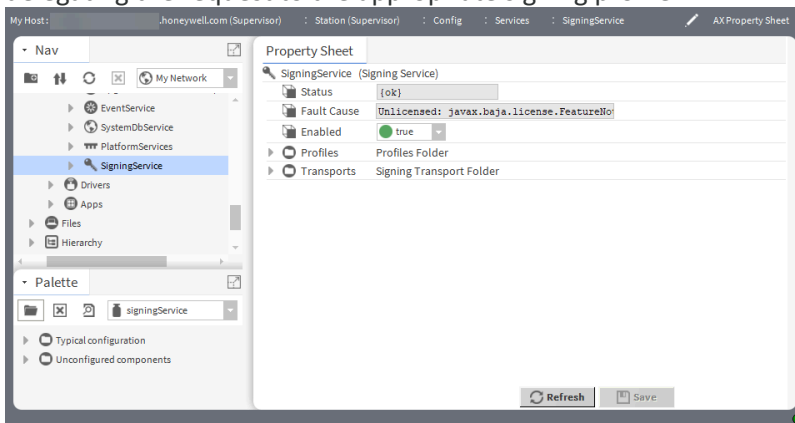 My Host: .honeywell.com (Supervisor) : Station (Supervisor) : Config : Services : SigningService AX Property Sheet
Nav
My Network
EventService
SystemDbService
PlatformServices
SigningService
Drivers
Apps
Files
Hierarchy
Palette
signingService
Typical configuration
Unconfigured components
Property Sheet
SigningService (Signing Service)
Status {ok}
Fault Cause Unlicensed: javax.baja.license.FeatureNo
Enabled true
Profiles Profiles Folder
Transports Signing Transport Folder
Refresh Save